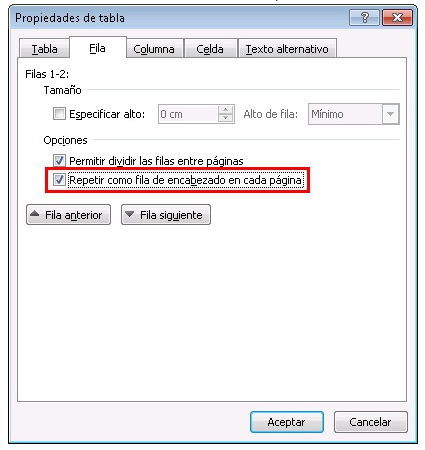 Propiedades de tabla
Tabla Fila Columna Celda Texto alternativo
Filas 1-2:
Tamaño
Especificar alto: 0 cm Alto de fila: Mínimo
Opciones
Permitir dividir las filas entre páginas
Repetir como fila de encabezado en cada página
Fila anterior Fila siguiente
Aceptar Cancelar